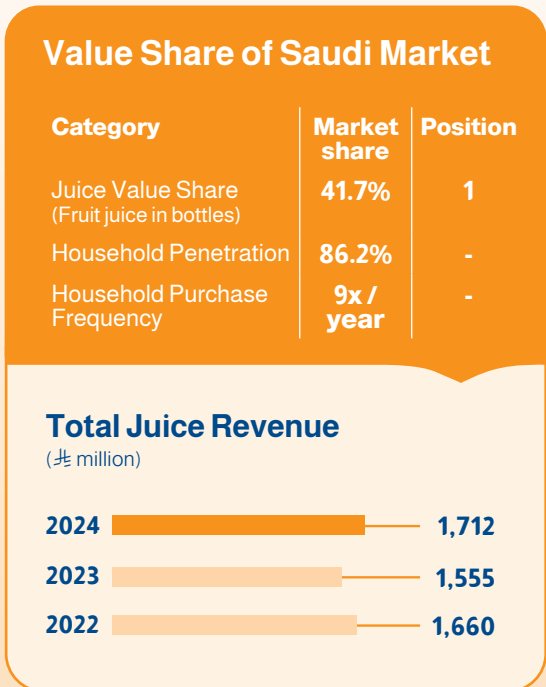 Value Share of Saudi Market
Category Market share Position
Juice Value Share 41.7% 1
(Fruit juice in bottles)
Household Penetration 86.2% -
Household Purchase Frequency 9x / year -
Total Juice Revenue
(⃁ million)
2024 1,712
2023 1,555
2022 1,660